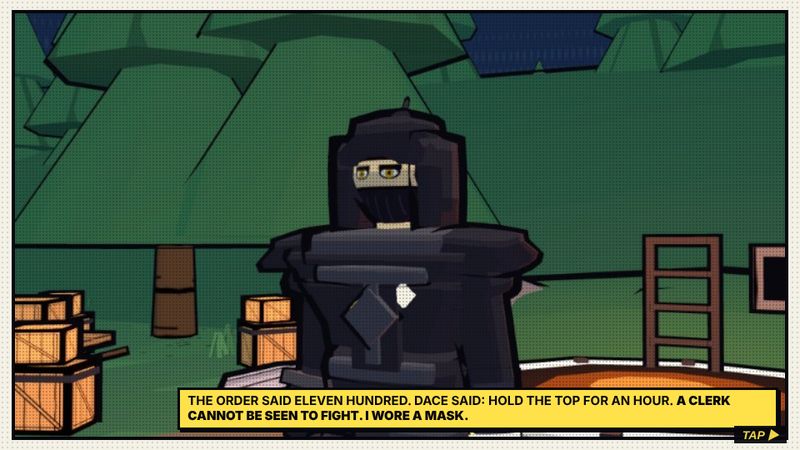 THE ORDER SAID ELEVEN HUNDRED. DACE SAID: HOLD THE TOP FOR AN HOUR. A CLERK
CANNOT BE SEEN TO FIGHT. I WORE A MASK.
TAP